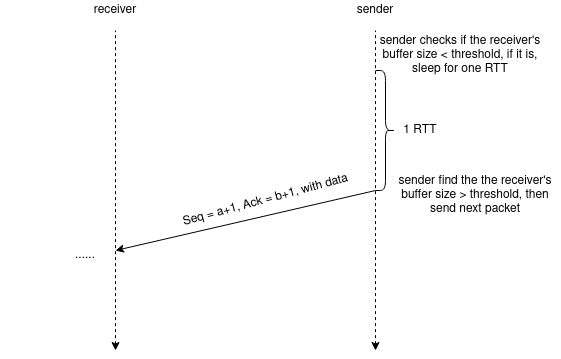 receiver
sender
sender checks if the receiver's
buffer size < threshold, if it is,
sleep for one RTT
1 RTT
sender find the the receiver's
buffer size > threshold, then
send next packet
Seq = a+1, Ack = b+1, with data
......